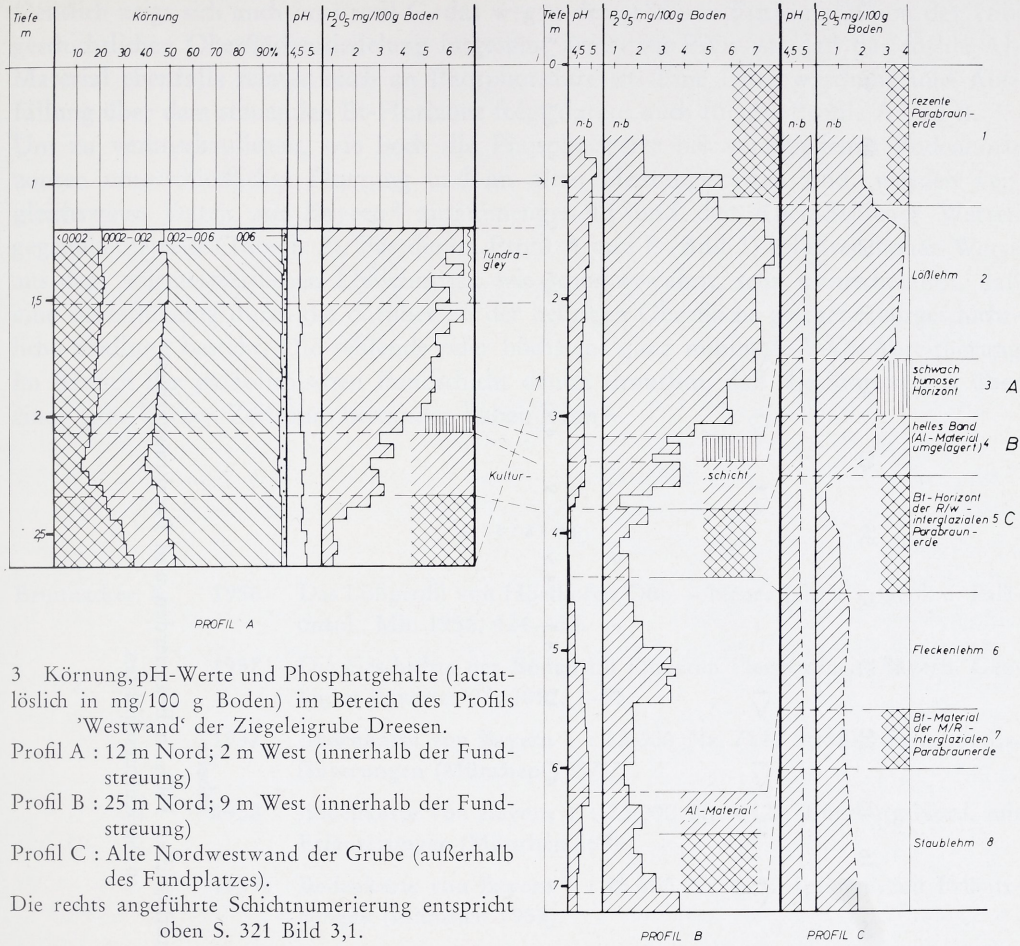 Tiefe m
Körnung
pH
P2O5 mg/100g Boden
10 20 30 40 50 60 70 80 90%
4,5 5
1 2 3 4 5 6 7
1
<0,002 0,002-0,02 0,02-0,06 0,06
1,5
2
2,5
Tundra-
gley
Kultur-
PROFIL A
Tiefe m
pH
P2O5 mg/100g Boden
4,5 5
1 2 3 4 5 6 7
0
n.b
n.b
1
2
3
4
5
6
7
schicht
Al-Material
PROFIL B
pH
P2O5 mg/100g
Boden
4,5 5
1 2 3 4
n.b
n.b
PROFIL C
rezente
Parabraun-
erde
1
Lößlehm 2
schwach
humoser
Horizont
3 A
helles Band
(Al-Material
umgelagert) 4 B
Bt-Horizont
der R/w-
interglazialen 5 C
Parabraun-
erde
Fleckenlehm 6
Bt-Material
der M/R-
interglazialen 7
Parabraunerde
Staublehm 8
3 Körnung, pH-Werte und Phosphatgehalte (lactat-
löslich in mg/100 g Boden) im Bereich des Profils
'Westwand‘ der Ziegeleigrube Dreesen.
Profil A : 12 m Nord; 2 m West (innerhalb der Fund-
streuung)
Profil B : 25 m Nord; 9 m West (innerhalb der Fund-
streuung)
Profil C : Alte Nordwestwand der Grube (außerhalb
des Fundplatzes).
Die rechts angeführte Schichtnumerierung entspricht
oben S. 321 Bild 3,1.